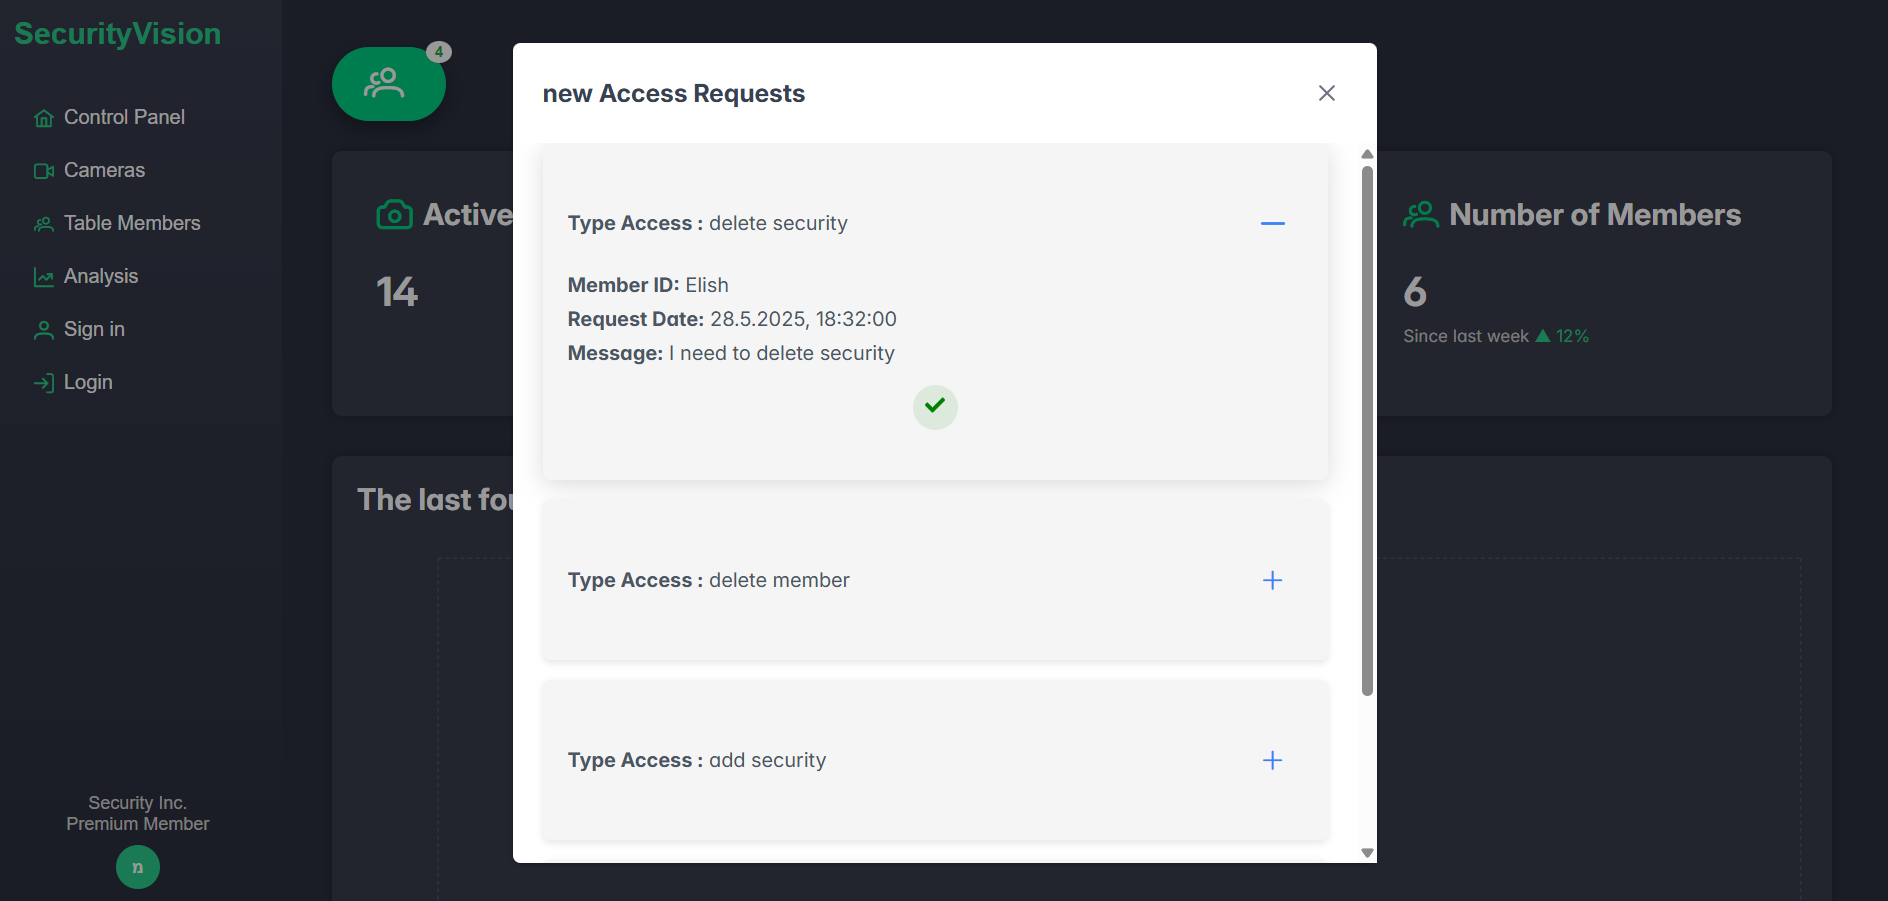 SecurityVision
Control Panel
Cameras
Table Members
Analysis
Sign in
Login
Security Inc.
Premium Member
מ
4
Active
14
The last fou
new Access Requests
Type Access : delete security
Member ID: Elish
Request Date: 28.5.2025, 18:32:00
Message: I need to delete security
Type Access : delete member
Type Access : add security
Number of Members
6
Since last week ▲ 12%